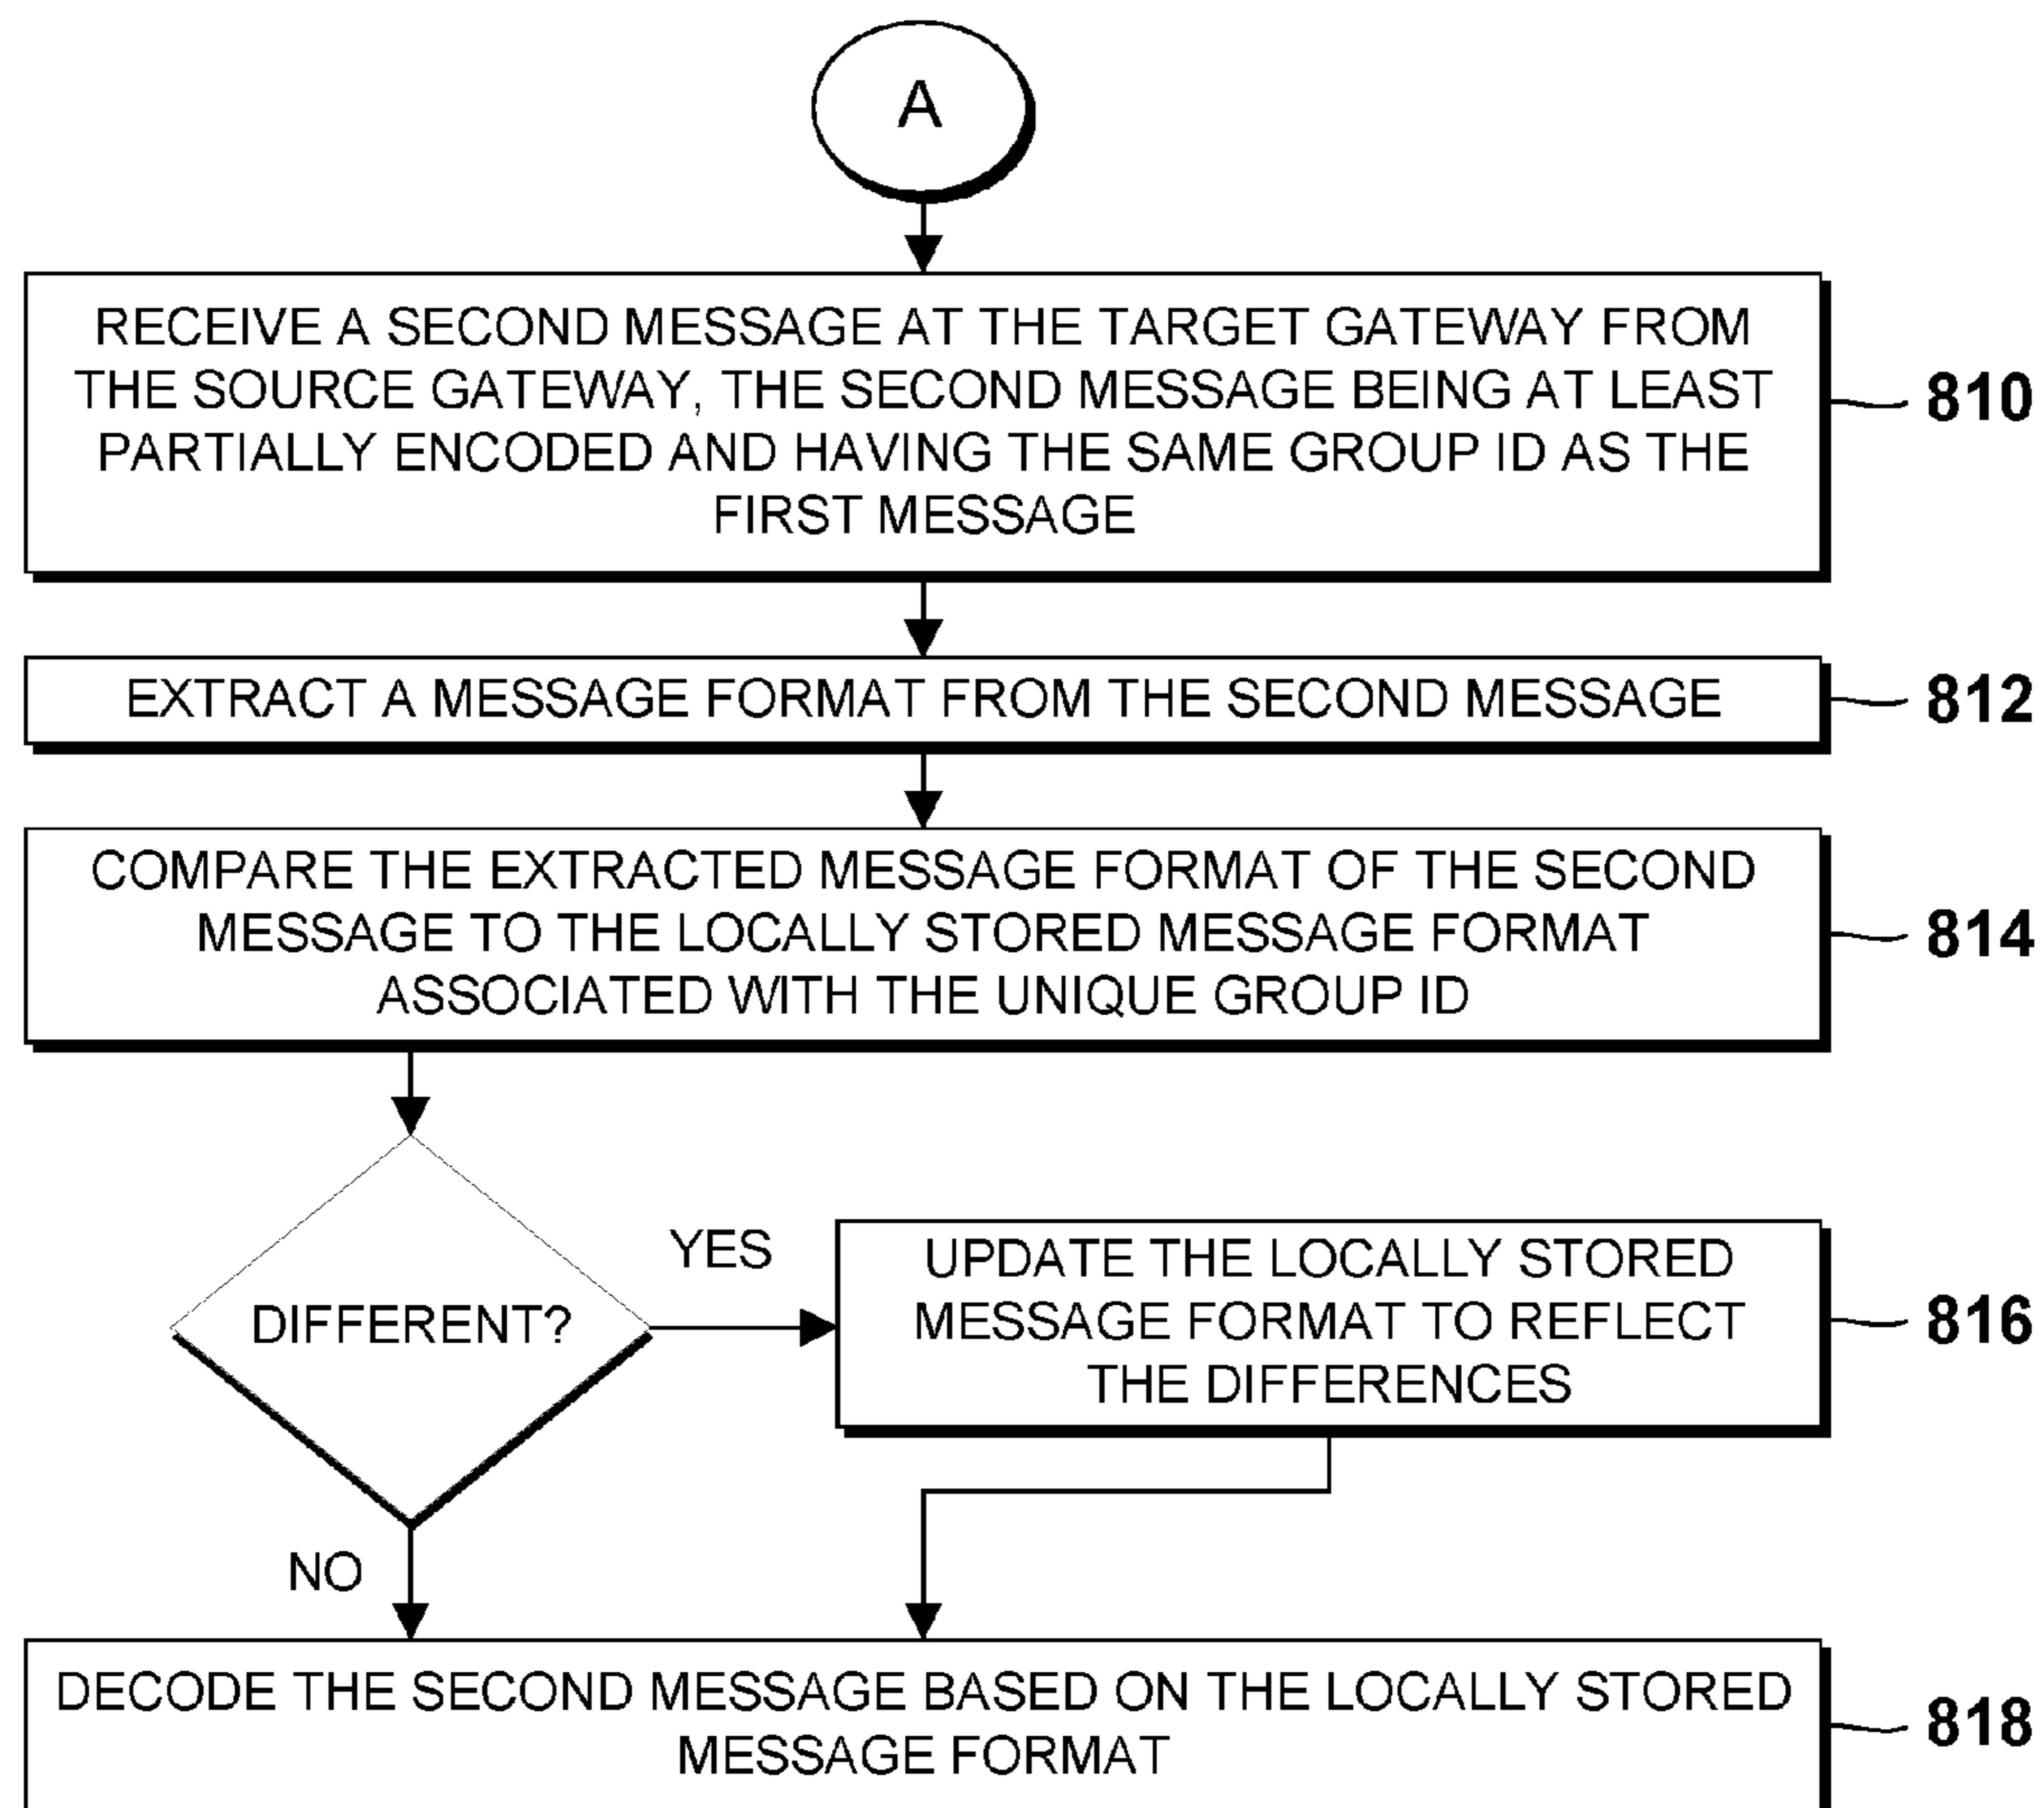 A
RECEIVE A SECOND MESSAGE AT THE TARGET GATEWAY FROM
THE SOURCE GATEWAY, THE SECOND MESSAGE BEING AT LEAST
PARTIALLY ENCODED AND HAVING THE SAME GROUP ID AS THE
FIRST MESSAGE
810
EXTRACT A MESSAGE FORMAT FROM THE SECOND MESSAGE
812
COMPARE THE EXTRACTED MESSAGE FORMAT OF THE SECOND
MESSAGE TO THE LOCALLY STORED MESSAGE FORMAT
ASSOCIATED WITH THE UNIQUE GROUP ID
814
DIFFERENT?
YES
UPDATE THE LOCALLY STORED
MESSAGE FORMAT TO REFLECT
THE DIFFERENCES
816
NO
DECODE THE SECOND MESSAGE BASED ON THE LOCALLY STORED
MESSAGE FORMAT
818